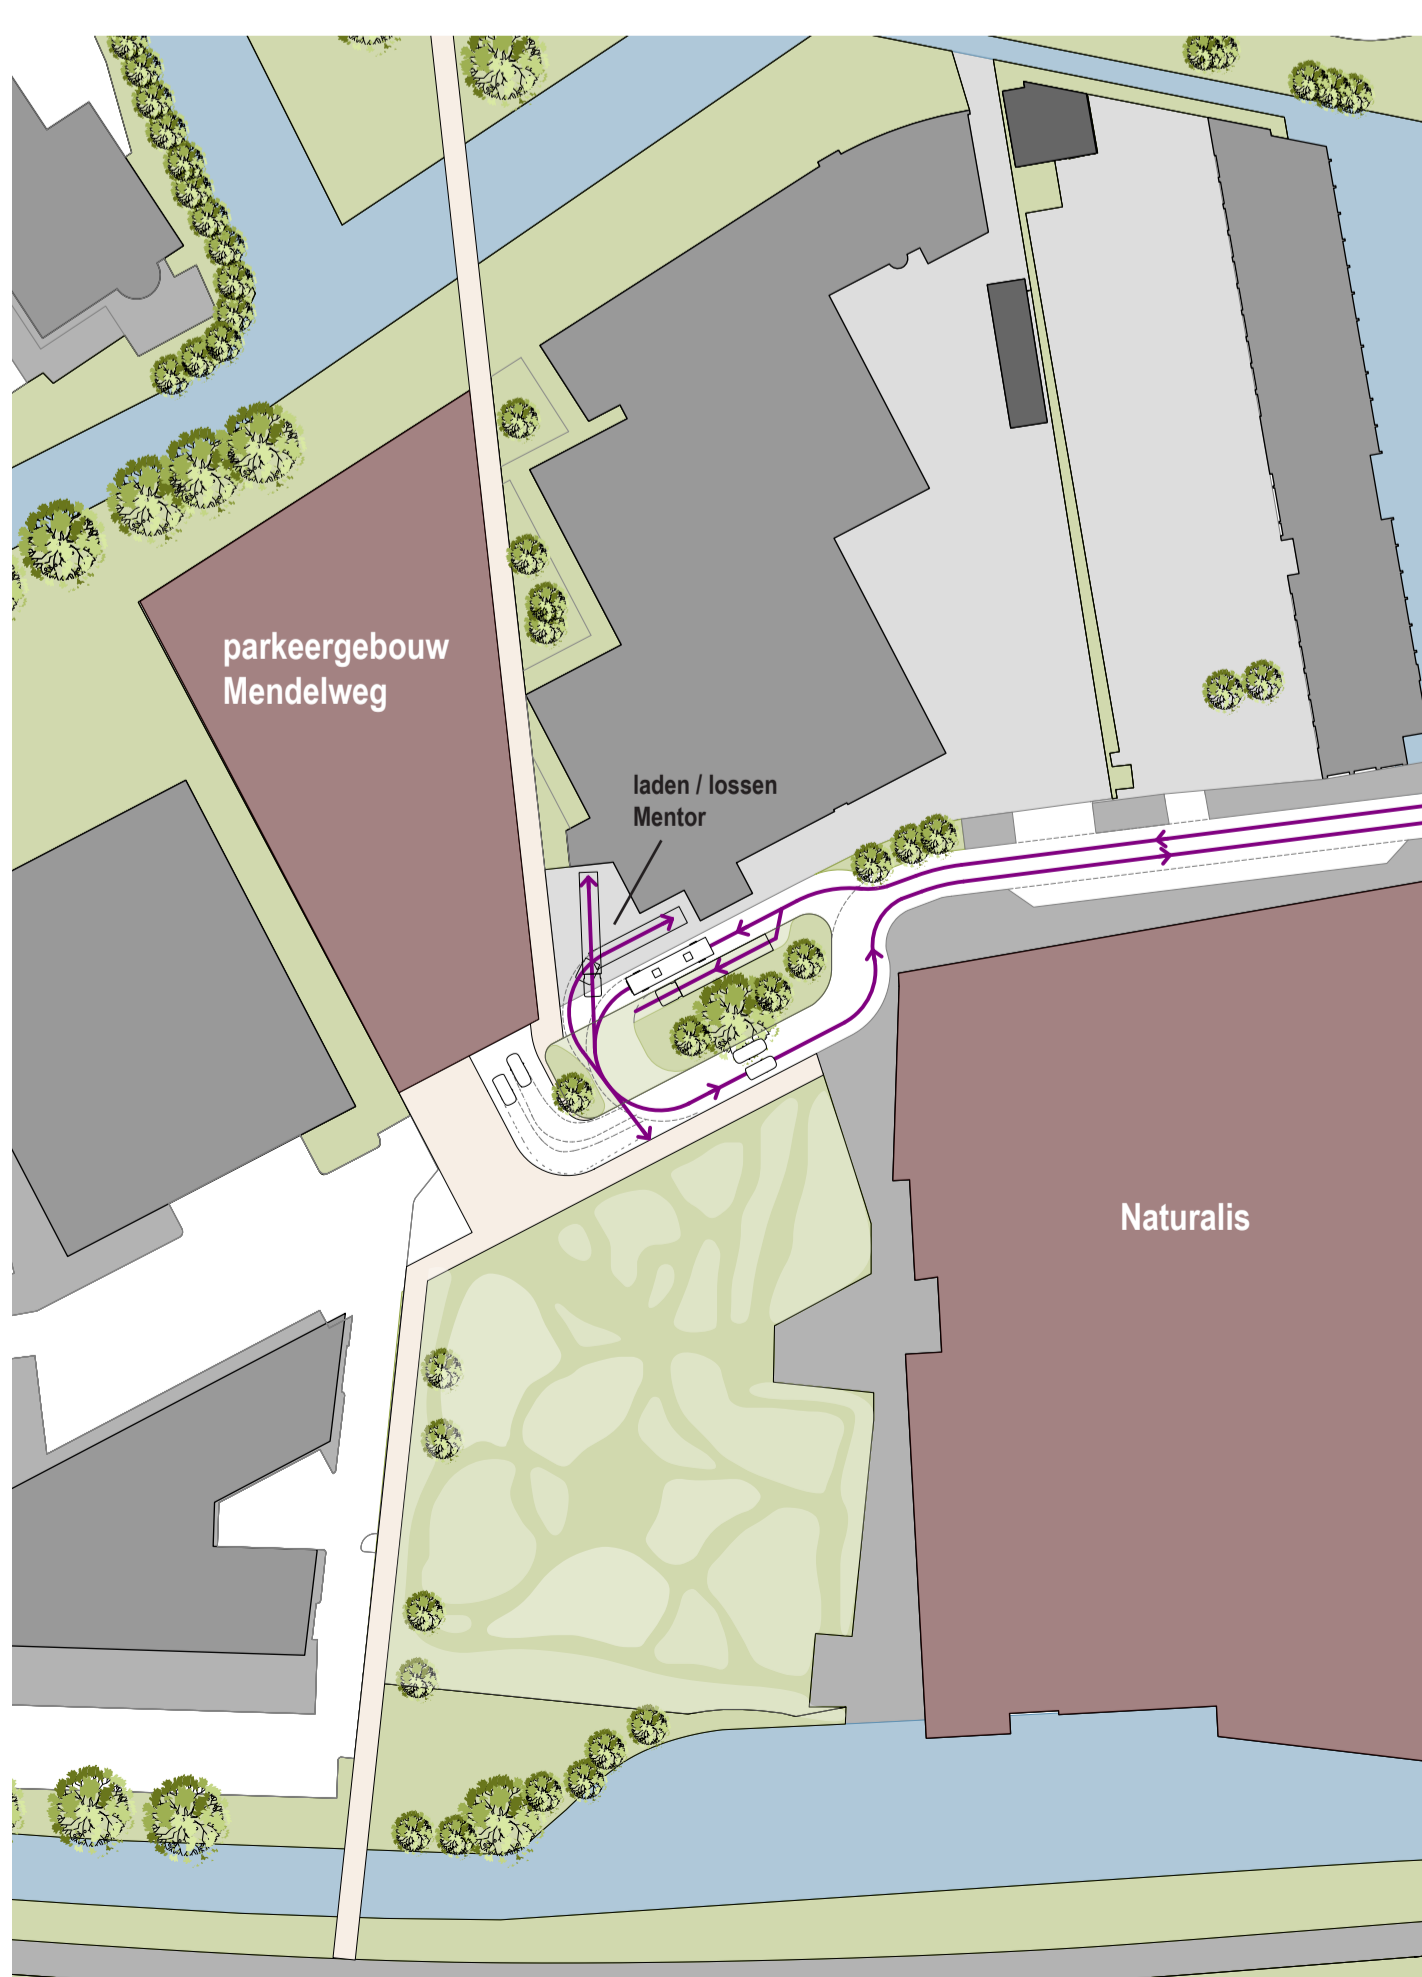 parkeergebouw
Mendelweg
laden / lossen
Mentor
Naturalis